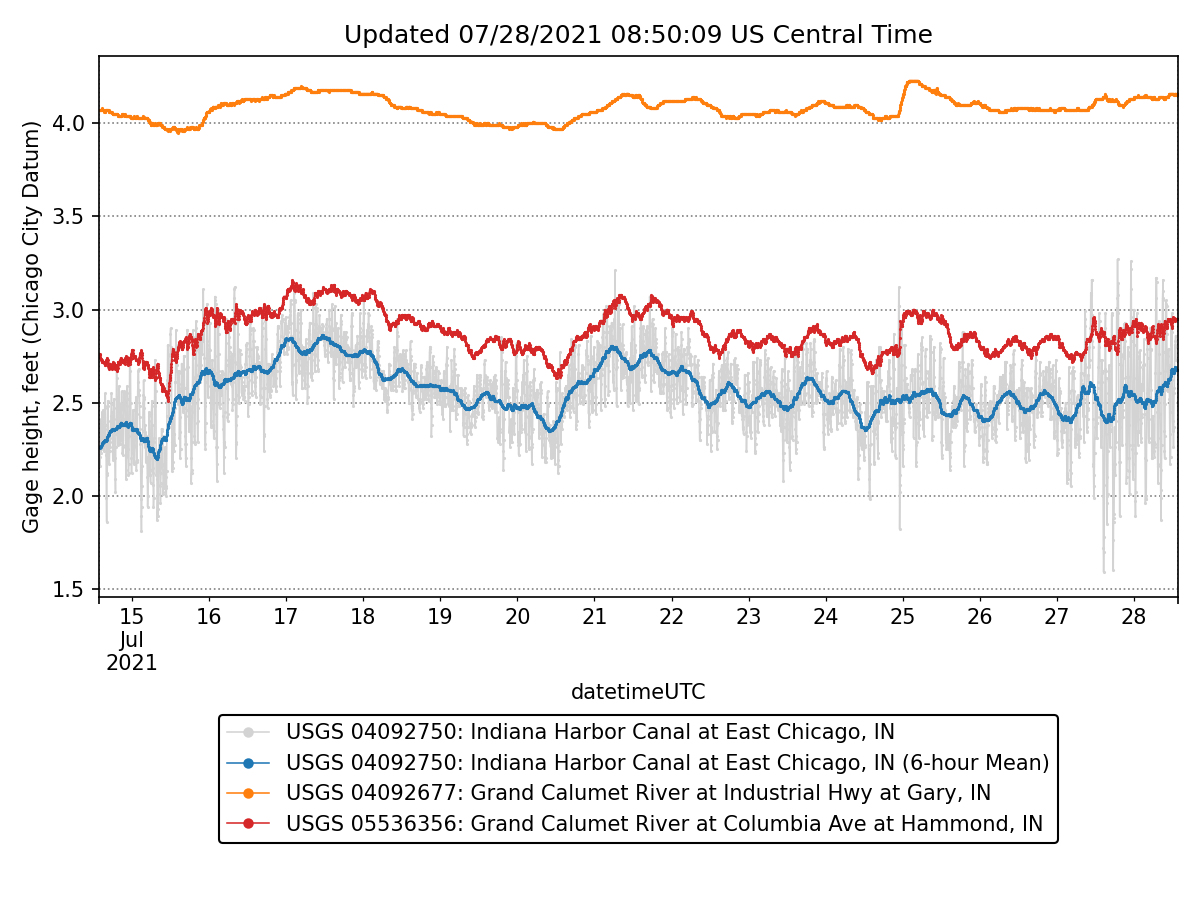 Updated 07/28/2021 08:50:09 US Central Time
Gage height, feet (Chicago City Datum)
4.0
3.5
3.0
2.5
2.0
1.5
15 16 17 18 19 20 21 22 23 24 25 26 27 28
Jul
2021
datetimeUTC
USGS 04092750: Indiana Harbor Canal at East Chicago, IN
USGS 04092750: Indiana Harbor Canal at East Chicago, IN (6-hour Mean)
USGS 04092677: Grand Calumet River at Industrial Hwy at Gary, IN
USGS 05536356: Grand Calumet River at Columbia Ave at Hammond, IN